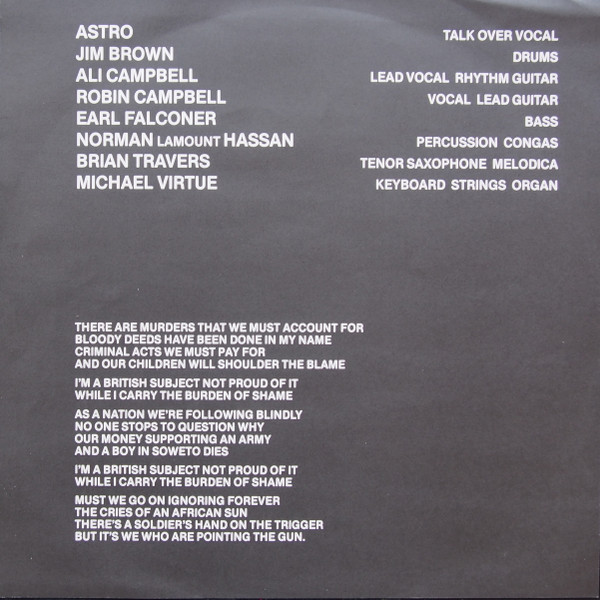 ASTRO TALK OVER VOCAL
JIM BROWN DRUMS
ALI CAMPBELL LEAD VOCAL RHYTHM GUITAR
ROBIN CAMPBELL VOCAL LEAD GUITAR
EARL FALCONER BASS
NORMAN LAMOUNT HASSAN PERCUSSION CONGAS
BRIAN TRAVERS TENOR SAXOPHONE MELODICA
MICHAEL VIRTUE KEYBOARD STRINGS ORGAN
THERE ARE MURDERS THAT WE MUST ACCOUNT FOR
BLOODY DEEDS HAVE BEEN DONE IN MY NAME
CRIMINAL ACTS WE MUST PAY FOR
AND OUR CHILDREN WILL SHOULDER THE BLAME
I'M A BRITISH SUBJECT NOT PROUD OF IT
WHILE I CARRY THE BURDEN OF SHAME
AS A NATION WE'RE FOLLOWING BLINDLY
NO ONE STOPS TO QUESTION WHY
OUR MONEY SUPPORTING AN ARMY
AND A BOY IN SOWETO DIES
I'M A BRITISH SUBJECT NOT PROUD OF IT
WHILE I CARRY THE BURDEN OF SHAME
MUST WE GO ON IGNORING FOREVER
THE CRIES OF AN AFRICAN SUN
THERE'S A SOLDIER'S HAND ON THE TRIGGER
BUT IT'S WE WHO ARE POINTING THE GUN.